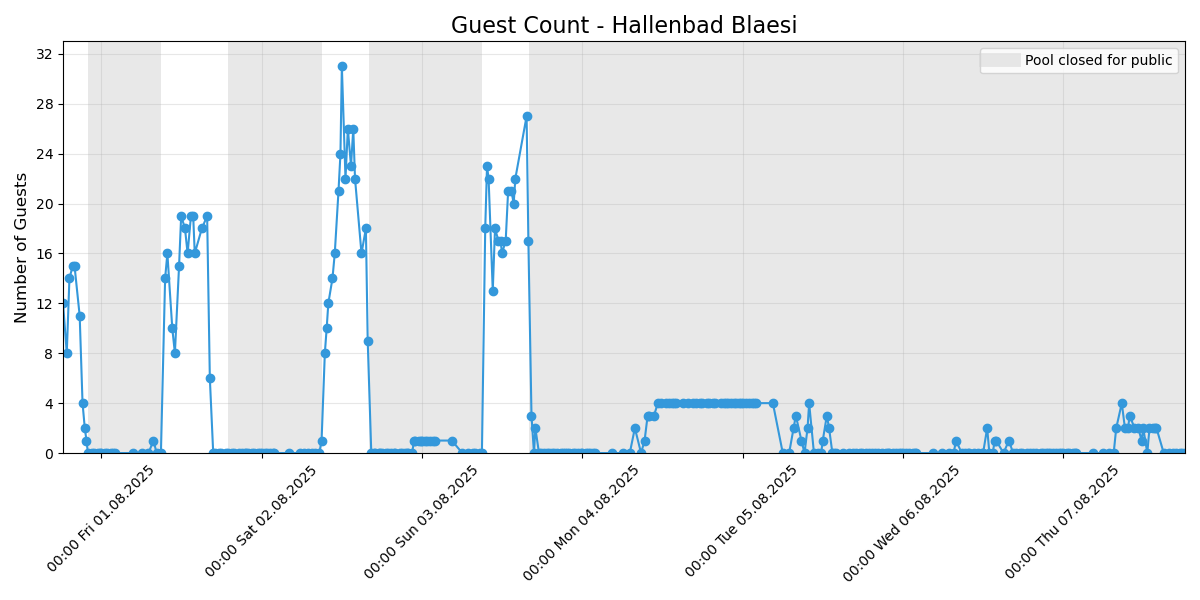 Guest Count - Hallenbad Blaesi
Pool closed for public
Number of Guests
32
28
24
20
16
12
8
4
0
00:00 Fri 01.08.2025
00:00 Sat 02.08.2025
00:00 Sun 03.08.2025
00:00 Mon 04.08.2025
00:00 Tue 05.08.2025
00:00 Wed 06.08.2025
00:00 Thu 07.08.2025